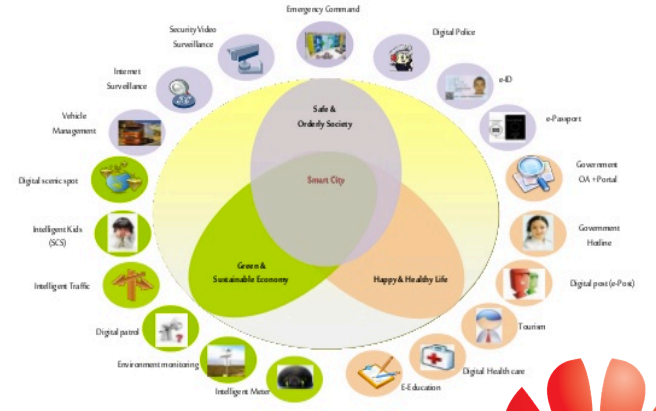 Emergency Command
Security Video
Surveillance
Digital Police
Internet
Surveillance
e-ID
Vehicle
Management
e-Passport
Safe &
Orderly Society
Digital scenic spot
Government
OA +Portal
Smart City
Intelligent Kids
(SCS)
Government
Hotline
Green &
Sustainable Economy
Happy & Healthy Life
Intelligent Traffic
Digital post (e-Post)
Digital patrol
Tourism
Environment monitoring
Digital Health care
Intelligent Meter
E-Education